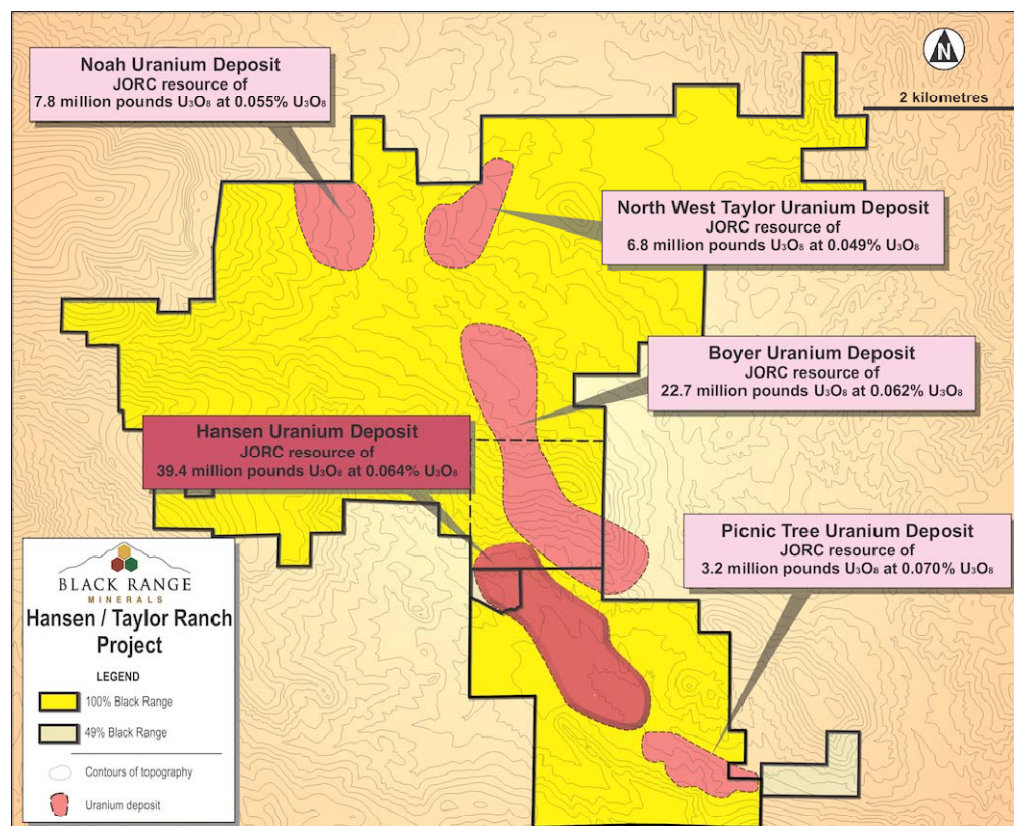 Noah Uranium Deposit
JORC resource of
7.8 million pounds U₃O₈ at 0.055% U₃O₈
N
2 kilometres
North West Taylor Uranium Deposit
JORC resource of
6.8 million pounds U₃O₈ at 0.049% U₃O₈
Boyer Uranium Deposit
JORC resource of
22.7 million pounds U₃O₈ at 0.062% U₃O₈
Hansen Uranium Deposit
JORC resource of
39.4 million pounds U₃O₈ at 0.064% U₃O₈
Picnic Tree Uranium Deposit
JORC resource of
3.2 million pounds U₃O₈ at 0.070% U₃O₈
BLACK RANGE
MINERALS
Hansen / Taylor Ranch
Project
LEGEND
100% Black Range
49% Black Range
Contours of topography
Uranium deposit